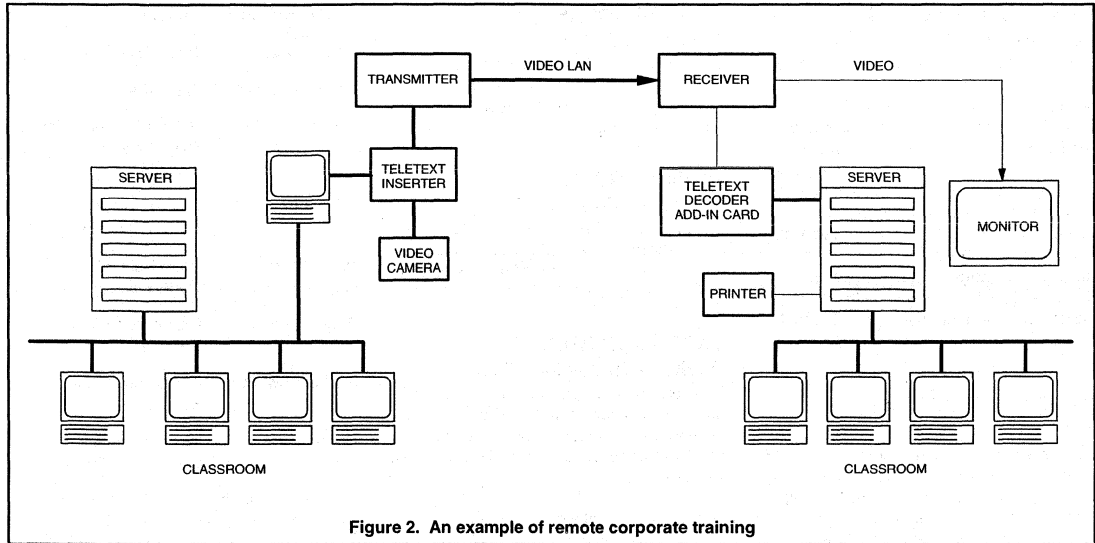 TRANSMITTER
VIDEO LAN
RECEIVER
VIDEO
SERVER
TELETEXT
INSERTER
TELETEXT
DECODER
ADD-IN CARD
SERVER
MONITOR
VIDEO
CAMERA
PRINTER
CLASSROOM
CLASSROOM
Figure 2. An example of remote corporate training